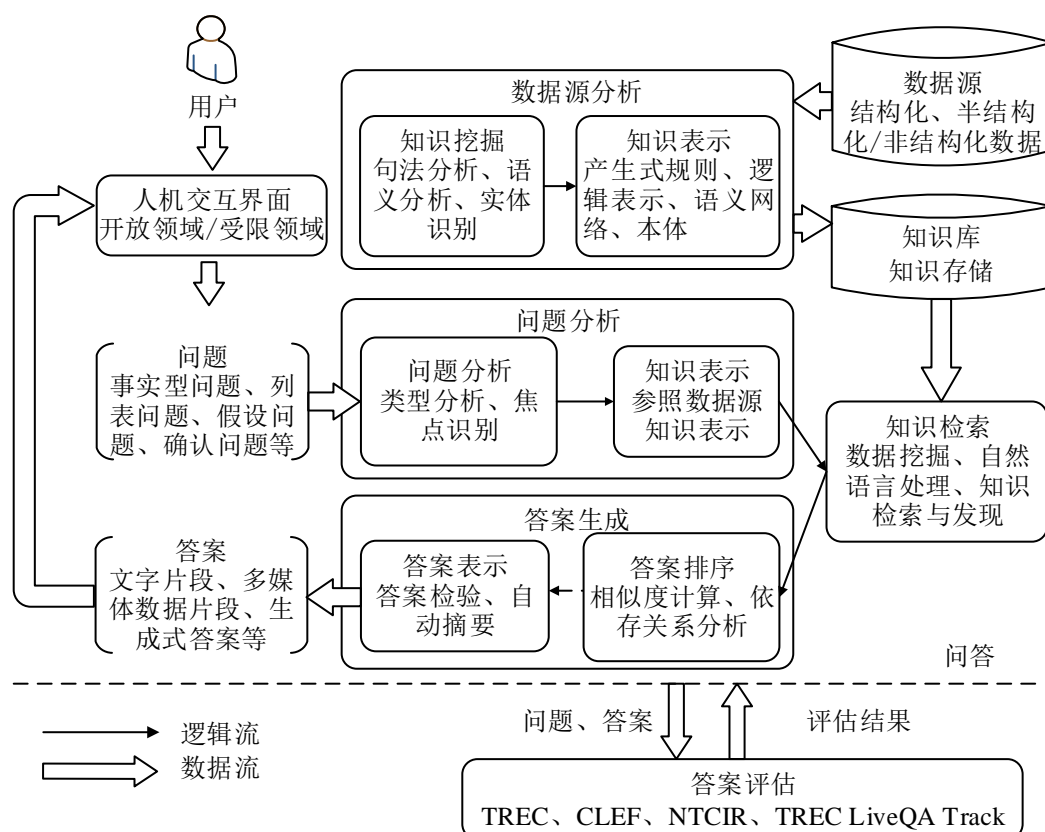 用户
人机交互界面
开放领域/受限领域
数据源分析
知识挖掘
句法分析、语
义分析、实体
识别
知识表示
产生式规则、逻
辑表示、语义网
络、本体
数据源
结构化、半结构
化/非结构化数据
知识库
知识存储
问题
事实型问题、列
表问题、假设问
题、确认问题等
问题分析
问题分析
类型分析、焦
点识别
知识表示
参照数据源
知识表示
知识检索
数据挖掘、自然
语言处理、知识
检索与发现
答案
文字片段、多媒
体数据片段、生
成式答案等
答案生成
答案表示
答案检验、自
动摘要
答案排序
相似度计算、依
存关系分析
问答
逻辑流
数据流
问题、答案
评估结果
答案评估
TREC、CLEF、NTCIR、TREC LiveQA Track